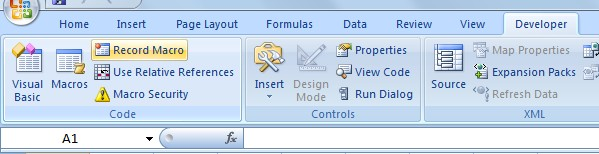 Home Insert Page Layout Formulas Data Review View Developer
Visual Basic
Macros
Record Macro
Use Relative References
Macro Security
Code
Insert
Design Mode
Properties
View Code
Run Dialog
Controls
Source
Map Properties
Expansion Packs
Refresh Data
XML
A1 fx